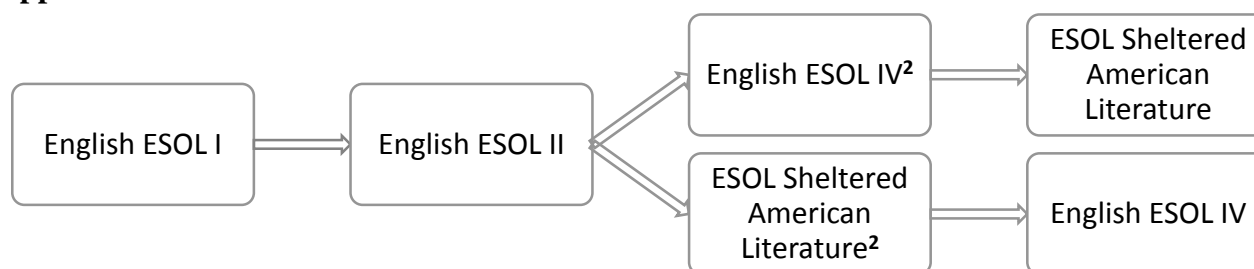 English ESOL I
English ESOL II
English ESOL IV²
ESOL Sheltered
American
Literature
ESOL Sheltered
American
Literature²
English ESOL IV